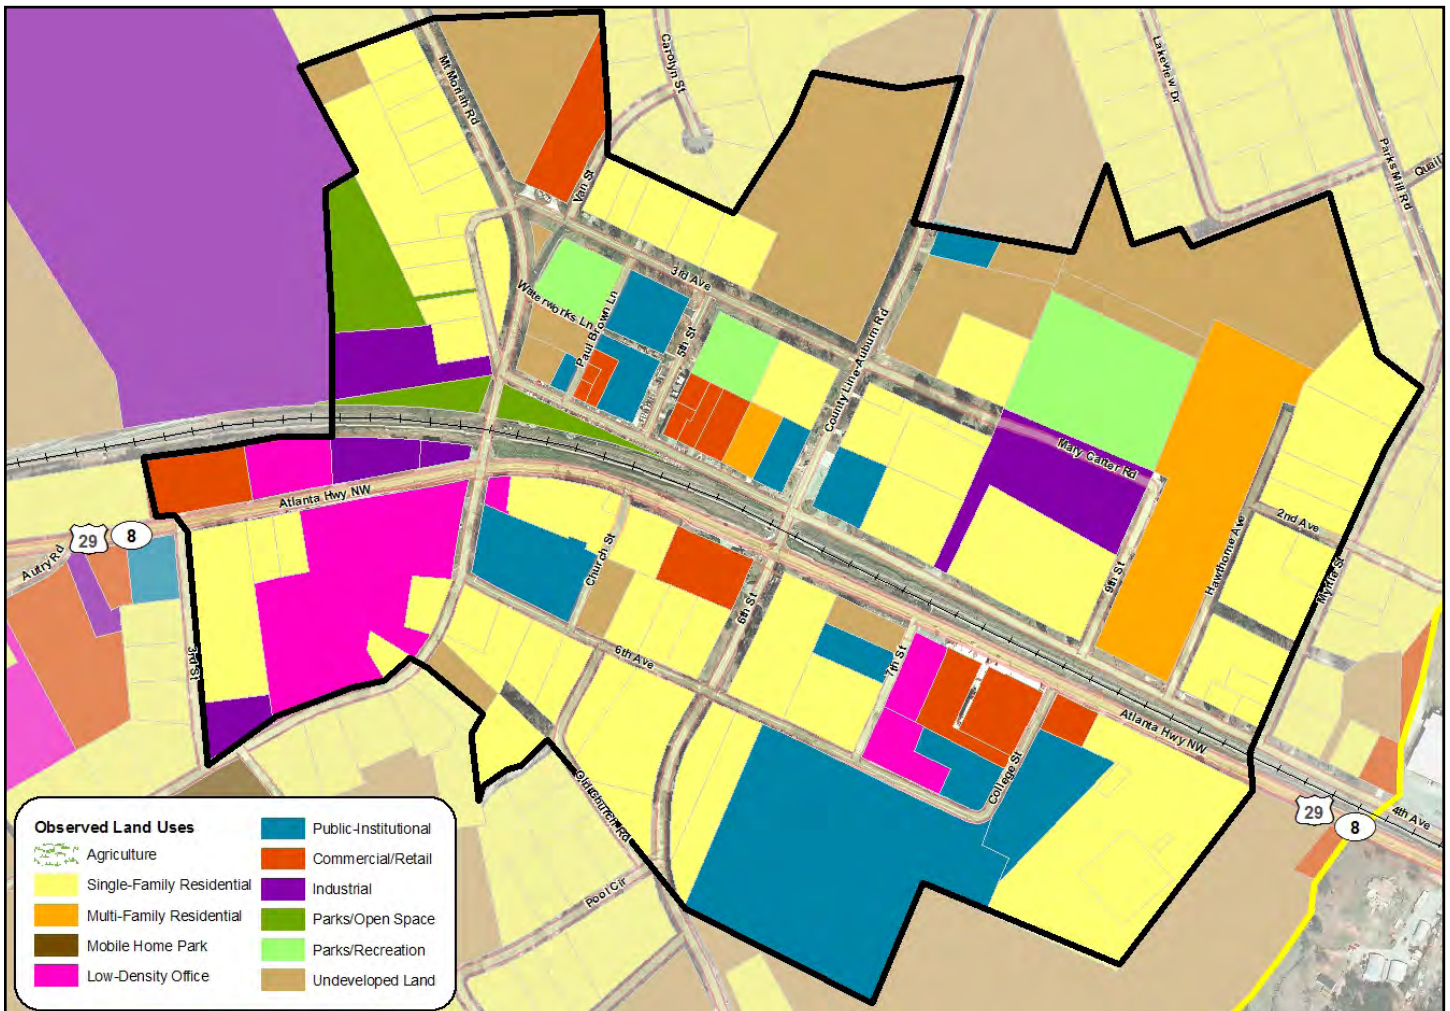 Mt Moriah Rd
Carolyn St
Lakeview Dr
Parks Mill Rd
Quail
Van St
3rd Ave
Waterworks Ln
Paul Brown Ln
5th St
County Line-Auburn Rd
Mary Carter Rd
2nd Ave
Hawthorne Ave
Myrtle St
9th St
Atlanta Hwy NW
29
8
Autry Rd
Church St
6th St
6th Ave
7th St
3rd St
Atlanta Hwy NW
College St
Old Church Rd
Pool Cir
29
8
4th Ave
Observed Land Uses
Agriculture
Single-Family Residential
Multi-Family Residential
Mobile Home Park
Low-Density Office
Public-Institutional
Commercial/Retail
Industrial
Parks/Open Space
Parks/Recreation
Undeveloped Land